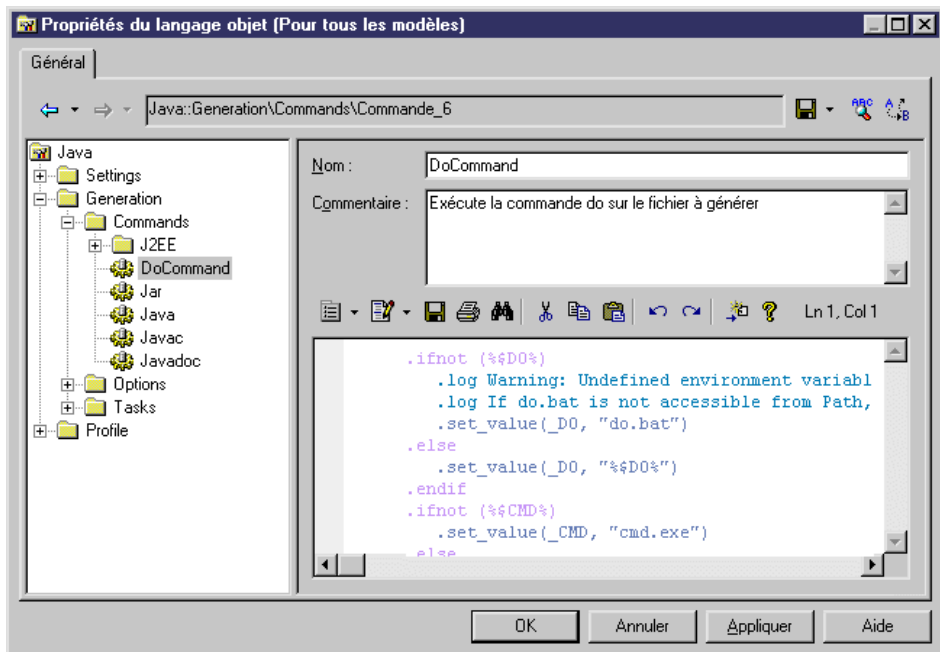 Propriétés du langage objet (Pour tous les modèles)
Général
Java::Generation\Commands\Commande_6
Java
Settings
Generation
Commands
J2EE
DoCommand
Jar
Java
Javac
Javadoc
Options
Tasks
Profile
Nom :
DoCommand
Commentaire :
Exécute la commande do sur le fichier à générer
Ln 1, Col 1
.ifnot (%$DO%)
.log Warning: Undefined environment variabl
.log If do.bat is not accessible from Path,
.set_value(_DO, "do.bat")
.else
.set_value(_DO, "%$DO%")
.endif
.ifnot (%$CMD%)
.set_value(_CMD, "cmd.exe")
.else
OK
Annuler
Appliquer
Aide